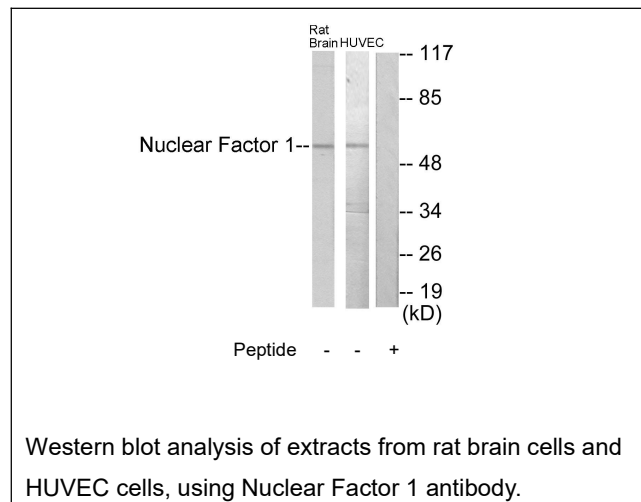 Rat
Brain HUVEC
-- 117
-- 85
Nuclear Factor 1--
-- 48
-- 34
-- 26
-- 19
(kD)
Peptide - - +
Western blot analysis of extracts from rat brain cells and
HUVEC cells, using Nuclear Factor 1 antibody.